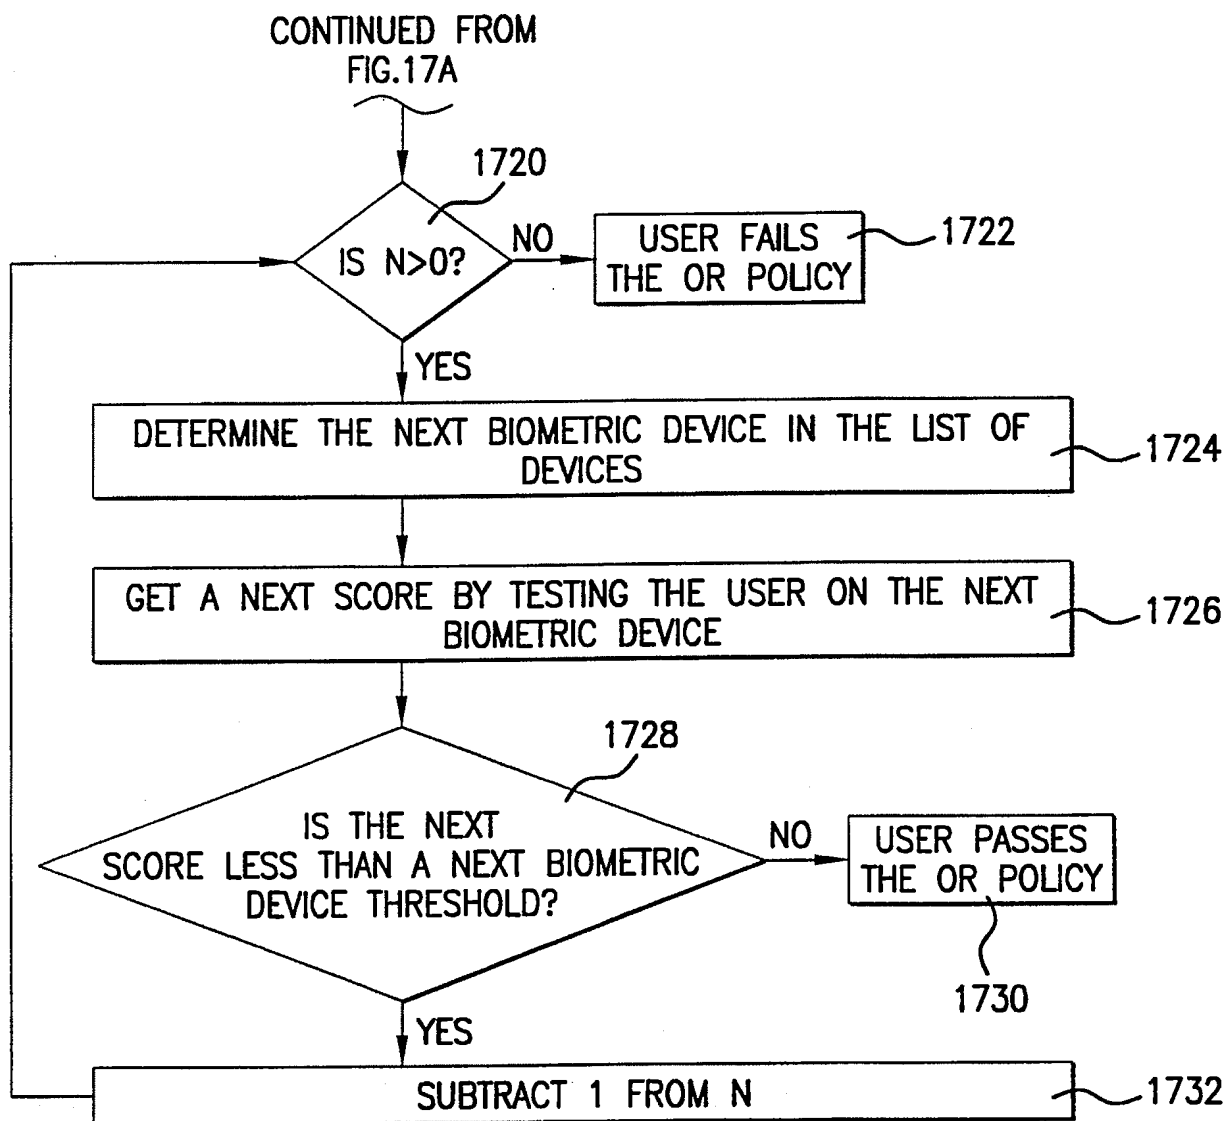 CONTINUED FROM
FIG.17A
1720
IS N>0?
NO
USER FAILS
THE OR POLICY
1722
YES
DETERMINE THE NEXT BIOMETRIC DEVICE IN THE LIST OF
DEVICES
1724
GET A NEXT SCORE BY TESTING THE USER ON THE NEXT
BIOMETRIC DEVICE
1726
1728
IS THE NEXT
SCORE LESS THAN A NEXT BIOMETRIC
DEVICE THRESHOLD?
NO
USER PASSES
THE OR POLICY
1730
YES
SUBTRACT 1 FROM N
1732